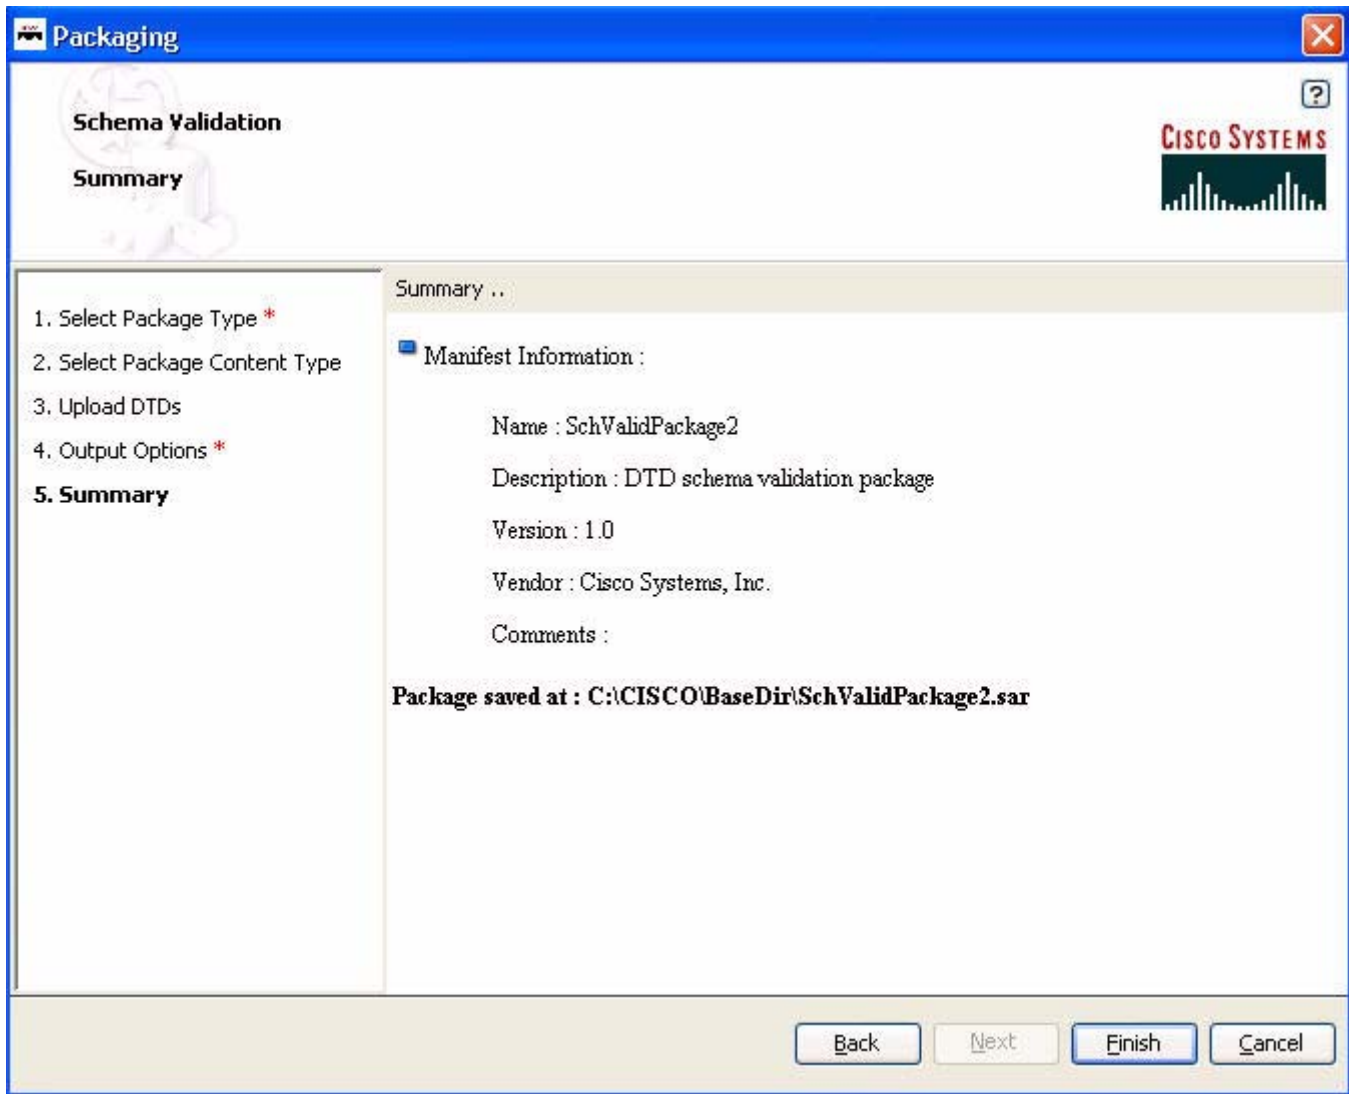 Packaging
Schema Validation
Summary
?
CISCO SYSTEMS
1. Select Package Type *
2. Select Package Content Type
3. Upload DTDs
4. Output Options *
5. Summary
Summary ..
Manifest Information :
Name : SchValidPackage2
Description : DTD schema validation package
Version : 1.0
Vendor : Cisco Systems, Inc.
Comments :
Package saved at : C:\CISCO\BaseDir\SchValidPackage2.sar
Back Next Finish Cancel